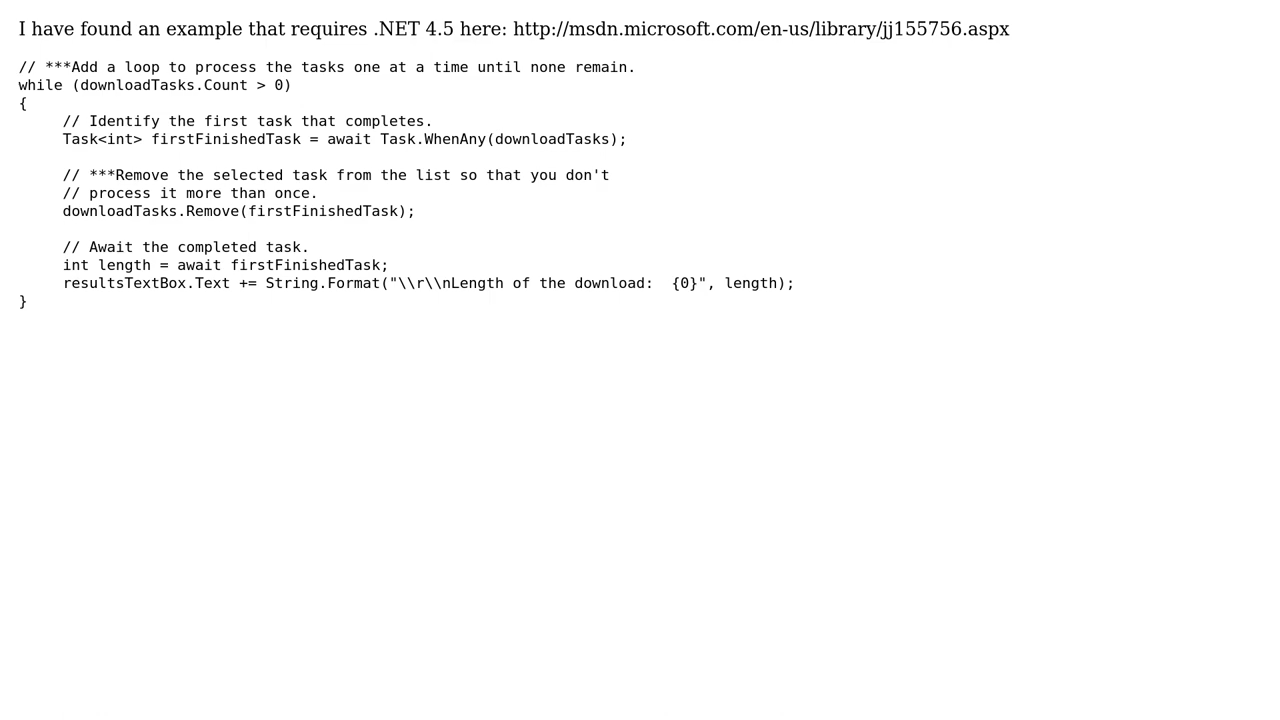 I have found an example that requires .NET 4.5 here: http://msdn.microsoft.com/en-us/library/jj155756.aspx
// ***Add a loop to process the tasks one at a time until none remain.
while (downloadTasks.Count > 0)
{
     // Identify the first task that completes.
     Task<int> firstFinishedTask = await Task.WhenAny(downloadTasks);

     // ***Remove the selected task from the list so that you don't
     // process it more than once.
     downloadTasks.Remove(firstFinishedTask);

     // Await the completed task.
     int length = await firstFinishedTask;
     resultsTextBox.Text += String.Format("\\r\\nLength of the download:  {0}", length);
}